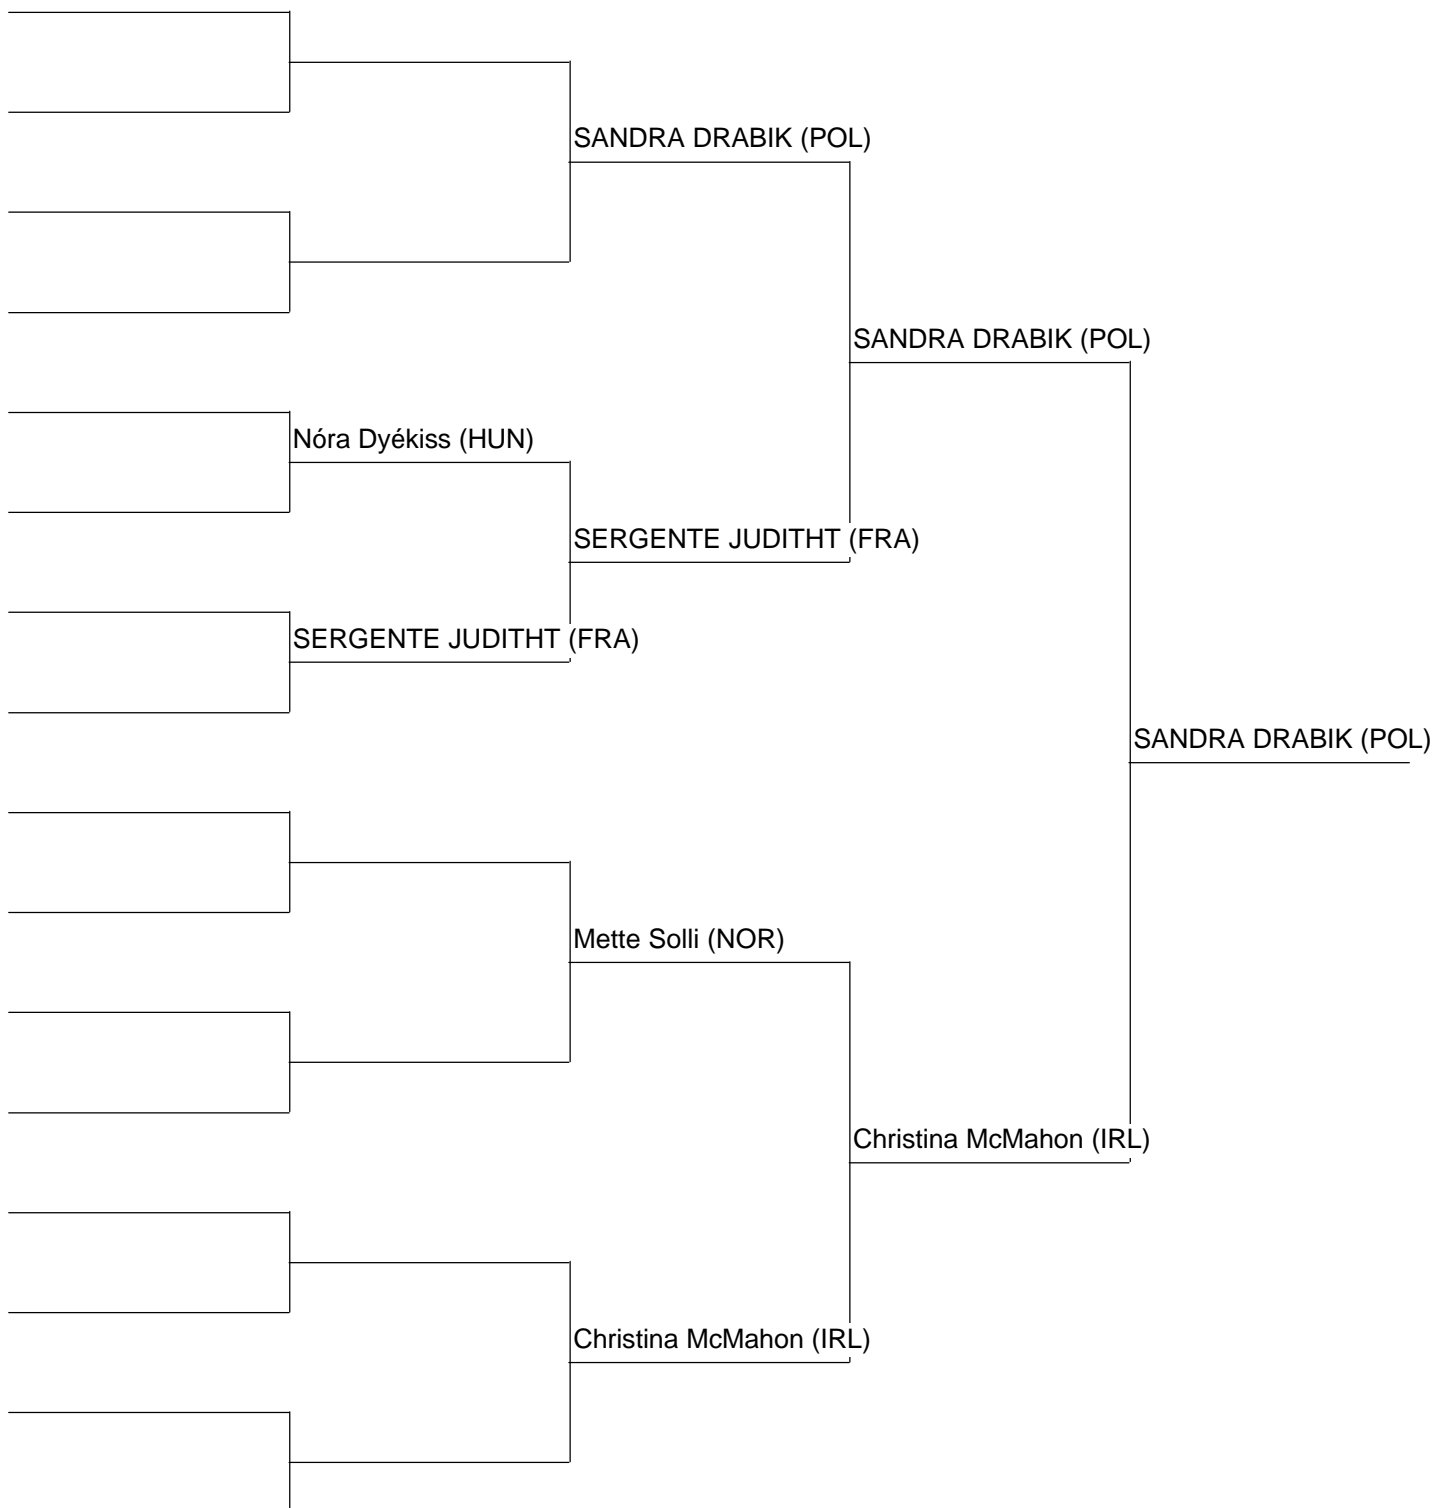 SANDRA DRABIK (POL)
SANDRA DRABIK (POL)
Nóra Dyékiss (HUN)
SERGENTE JUDITHT (FRA)
SERGENTE JUDITHT (FRA)
SANDRA DRABIK (POL)
Mette Solli (NOR)
Christina McMahon (IRL)
Christina McMahon (IRL)